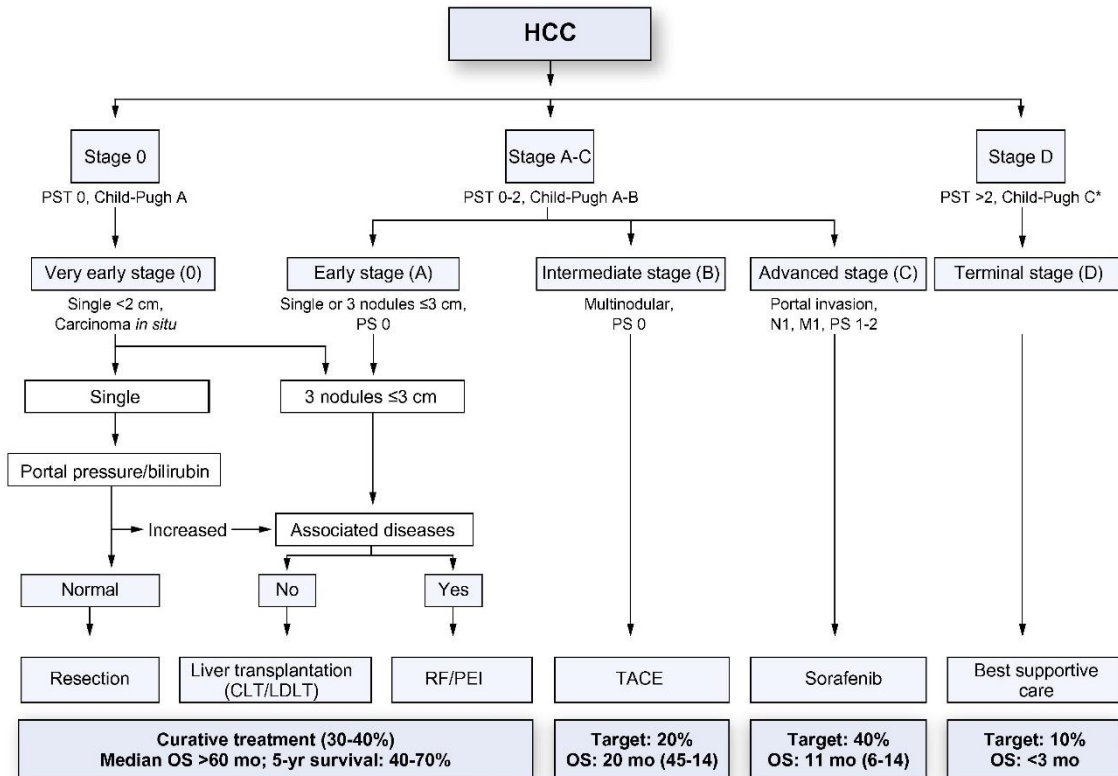 HCC
Stage 0
Stage A-C
Stage D
PST 0, Child-Pugh A
PST 0-2, Child-Pugh A-B
PST >2, Child-Pugh C*
Very early stage (0)
Early stage (A)
Intermediate stage (B)
Advanced stage (C)
Terminal stage (D)
Single <2 cm,
Carcinoma in situ
Single or 3 nodules ≤3 cm,
PS 0
Multinodular,
PS 0
Portal invasion,
N1, M1, PS 1-2
Single
3 nodules ≤3 cm
Portal pressure/bilirubin
Increased
Associated diseases
Normal
No
Yes
Resection
Liver transplantation
(CLT/LDLT)
RF/PEI
TACE
Sorafenib
Best supportive
care
Curative treatment (30-40%)
Median OS >60 mo; 5-yr survival: 40-70%
Target: 20%
OS: 20 mo (45-14)
Target: 40%
OS: 11 mo (6-14)
Target: 10%
OS: <3 mo